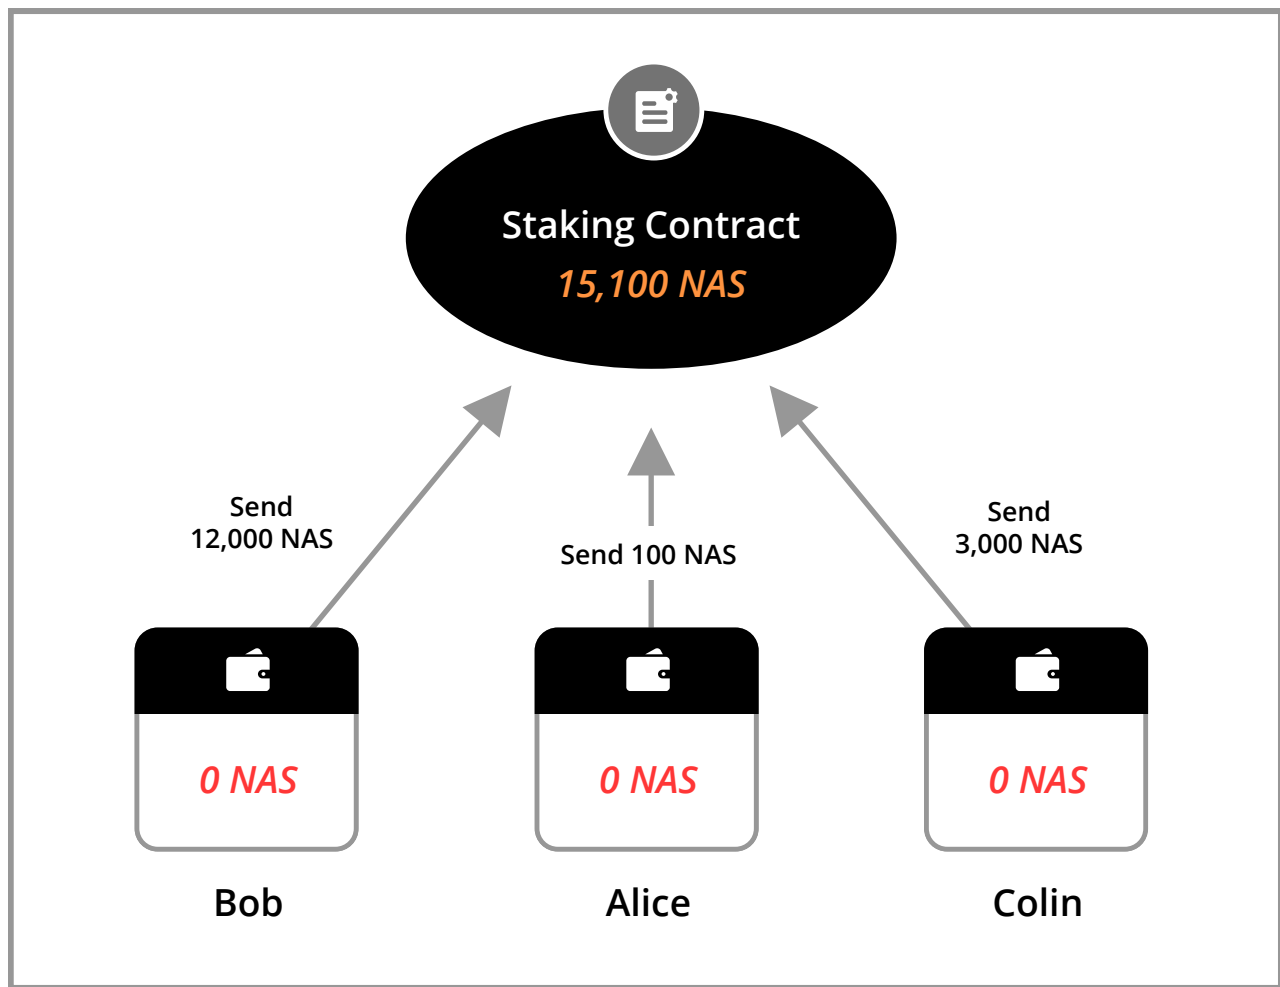 Staking Contract
15,100 NAS
Send
12,000 NAS
Send 100 NAS
Send
3,000 NAS
0 NAS
0 NAS
0 NAS
Bob
Alice
Colin